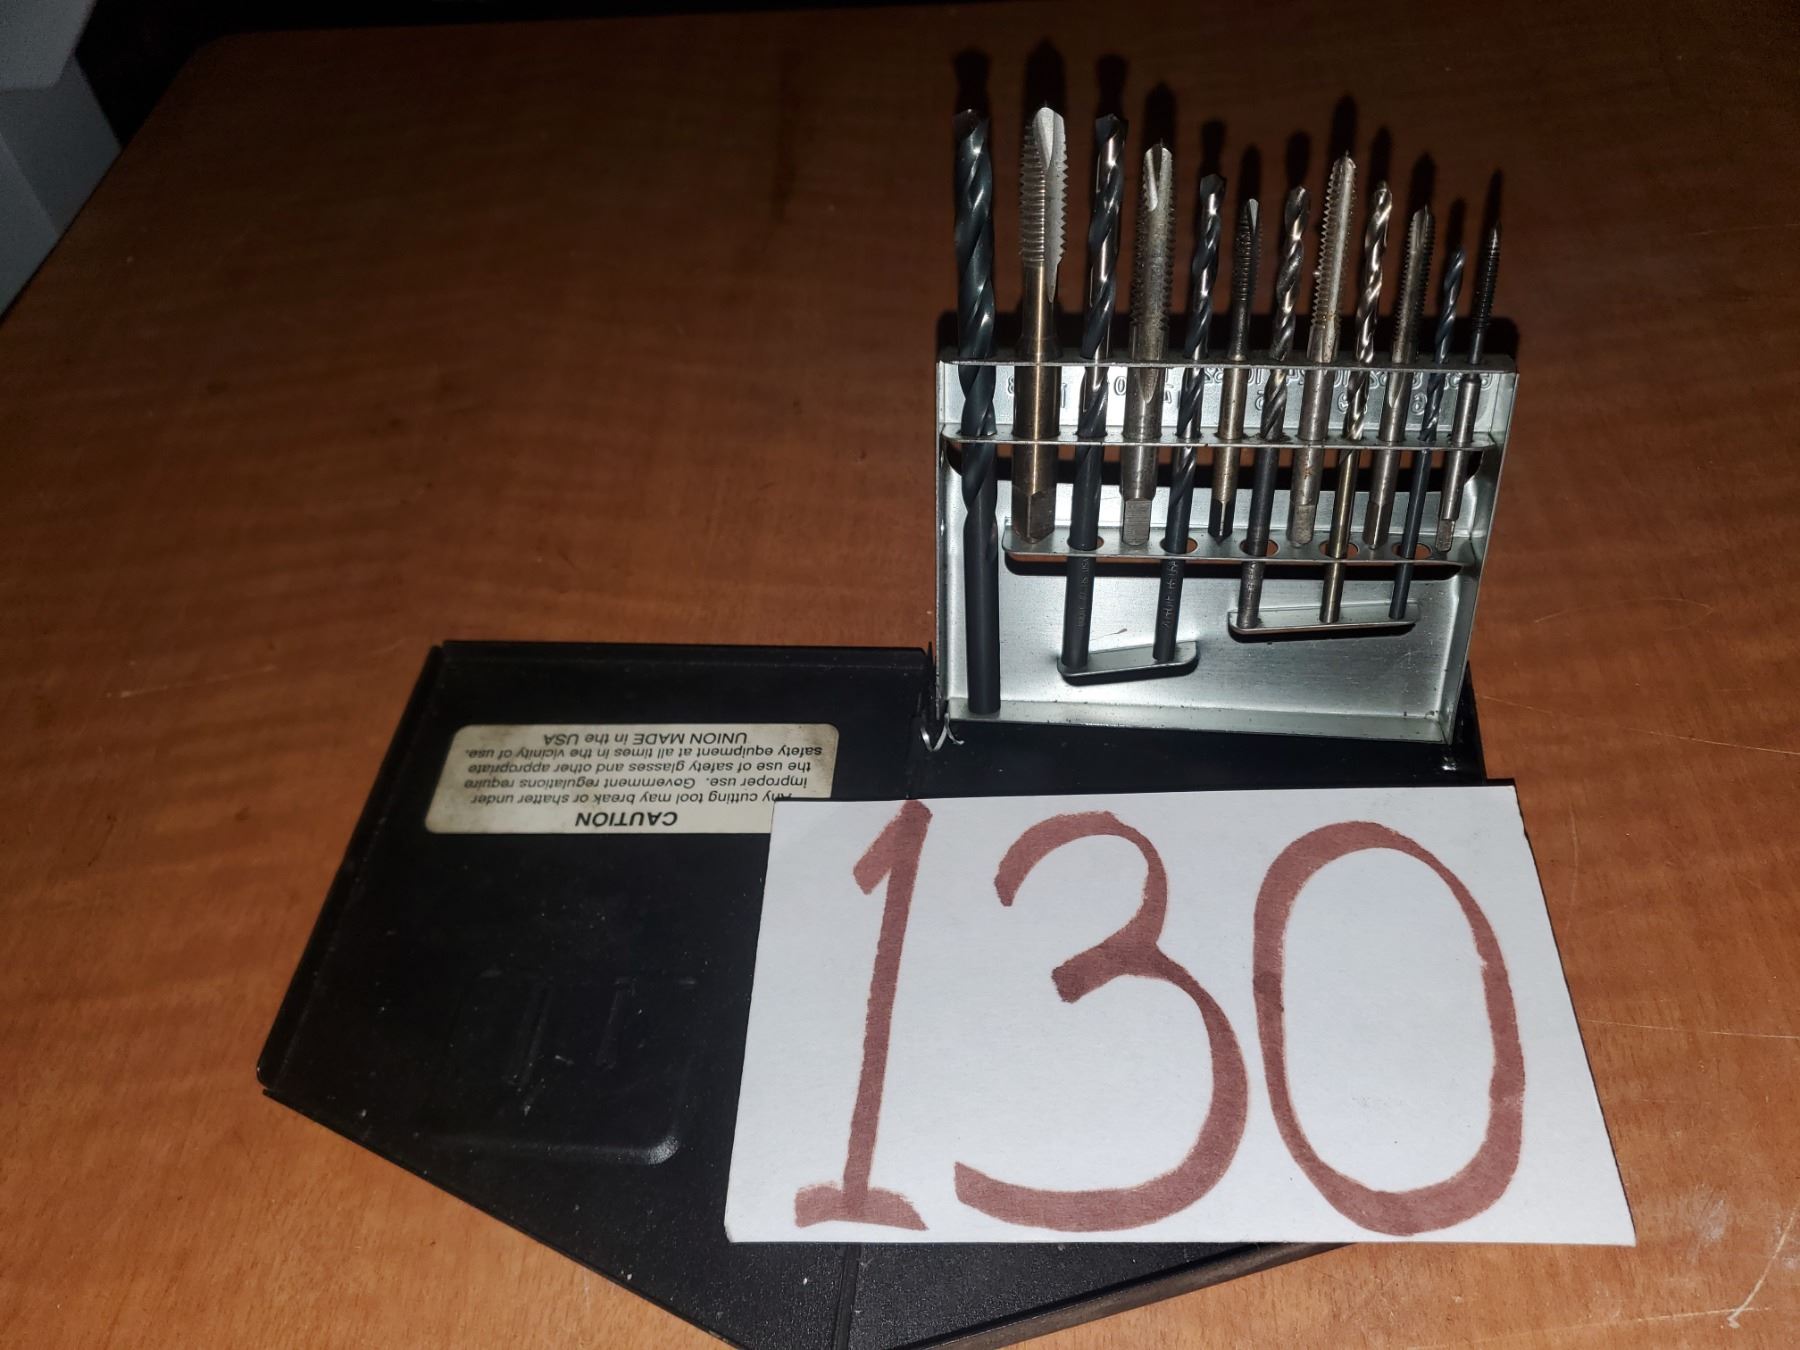 CAUTION
Any cutting tool may break or shatter under
improper use. Government regulations require
the use of safety glasses and other appropriate
safety equipment at all times in the vicinity of use.
UNION MADE in the USA
130